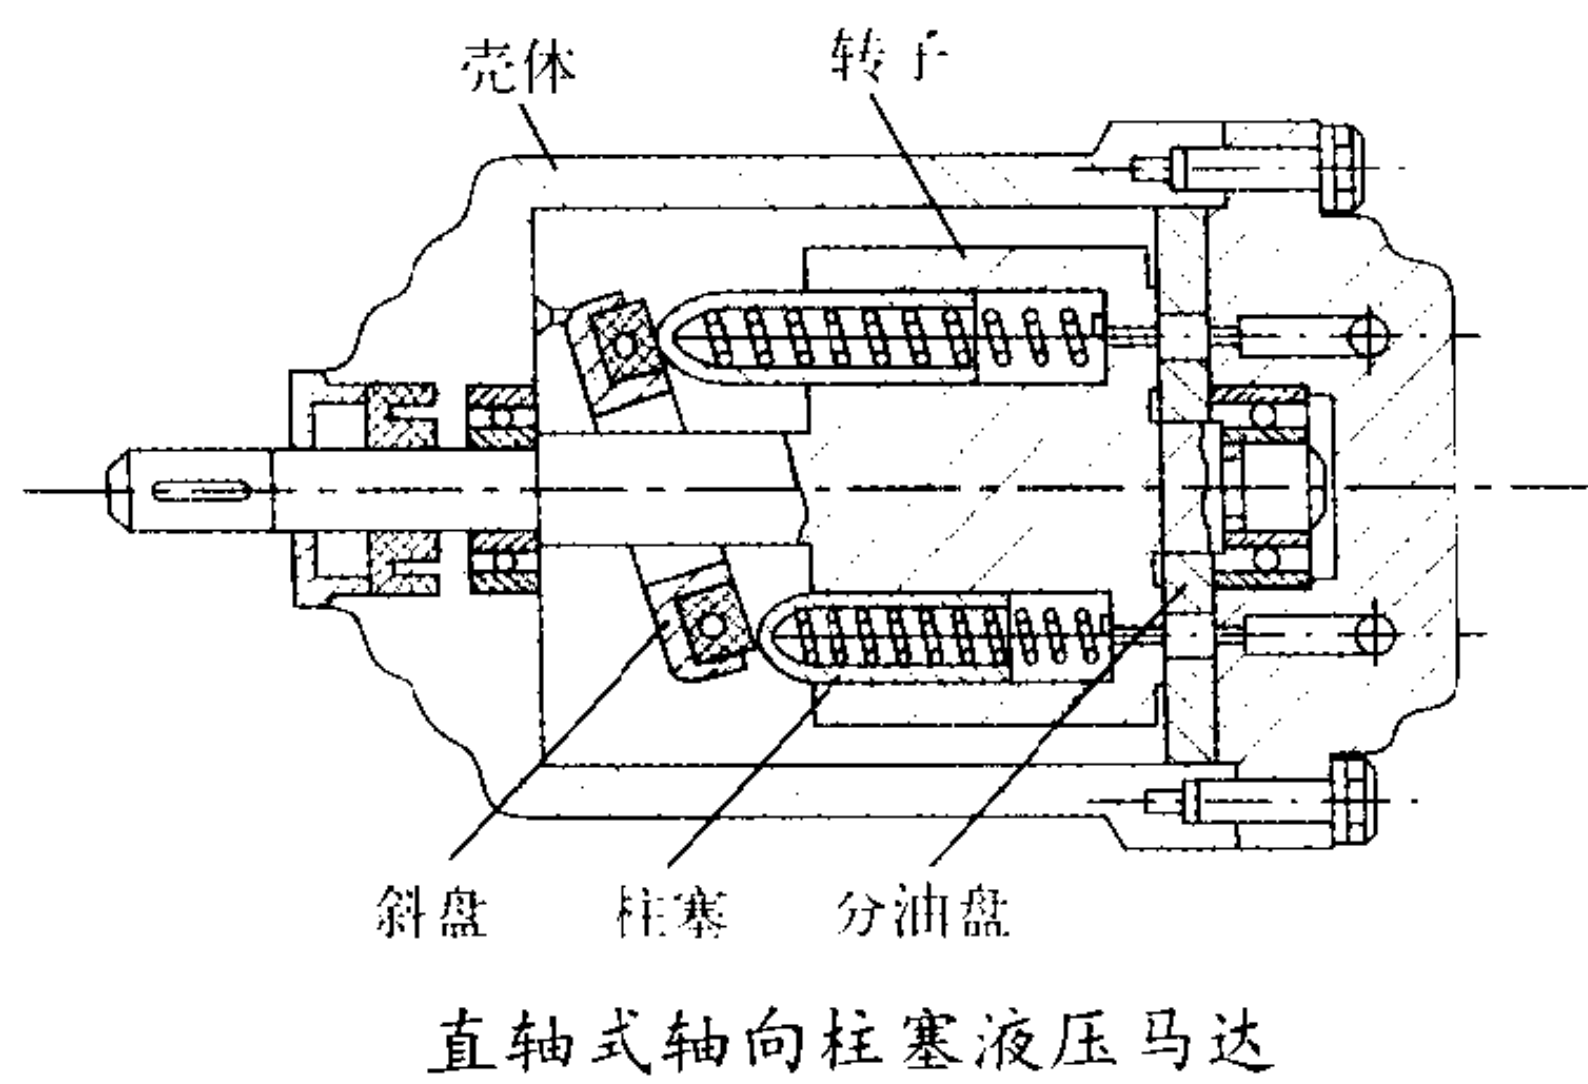 壳体
转子
斜盘
柱塞
分油盘
直轴式轴向柱塞液压马达